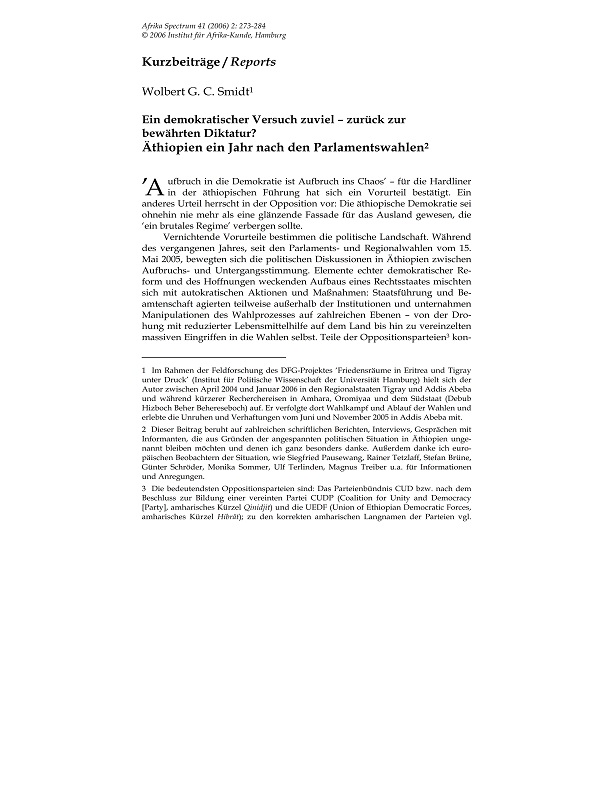 Afrika Spectrum 41 (2006) 2: 273-284
© 2006 Institut für Afrika-Kunde, Hamburg
Kurzbeiträge / Reports
Wolbert G. C. Smidt1
Ein demokratischer Versuch zuviel – zurück zur
bewährten Diktatur?
Äthiopien ein Jahr nach den Parlamentswahlen2
'Aufbruch in die Demokratie ist Aufbruch ins Chaos' – für die Hardliner
in der äthiopischen Führung hat sich ein Vorurteil bestätigt. Ein
anderes Urteil herrscht in der Opposition vor: Die äthiopische Demokratie sei
ohnehin nie mehr als eine glänzende Fassade für das Ausland gewesen, die
'ein brutales Regime' verbergen sollte.
Vernichtende Vorurteile bestimmen die politische Landschaft. Während
des vergangenen Jahres, seit den Parlaments- und Regionalwahlen vom 15.
Mai 2005, bewegten sich die politischen Diskussionen in Äthiopien zwischen
Aufbruchs- und Untergangsstimmung. Elemente echter demokratischer Re-
form und des Hoffnungen weckenden Aufbaus eines Rechtsstaates mischten
sich mit autokratischen Aktionen und Maßnahmen: Staatsführung und Be-
amtenschaft agierten teilweise außerhalb der Institutionen und unternahmen
Manipulationen des Wahlprozesses auf zahlreichen Ebenen – von der Dro-
hung mit reduzierter Lebensmittelhilfe auf dem Land bis hin zu vereinzelten
massiven Eingriffen in die Wahlen selbst. Teile der Oppositionsparteien3 kon-
1 Im Rahmen der Feldforschung des DFG-Projektes 'Friedensräume in Eritrea und Tigray
unter Druck' (Institut für Politische Wissenschaft der Universität Hamburg) hielt sich der
Autor zwischen April 2004 und Januar 2006 in den Regionalstaaten Tigray und Addis Abeba
und während kürzerer Recherchereisen in Amhara, Oromiyaa und dem Südstaat (Debub
Hizboch Beher Behereseboch) auf. Er verfolgte dort Wahlkampf und Ablauf der Wahlen und
erlebte die Unruhen und Verhaftungen vom Juni und November 2005 in Addis Abeba mit.
2 Dieser Beitrag beruht auf zahlreichen schriftlichen Berichten, Interviews, Gesprächen mit
Informanten, die aus Gründen der angespannten politischen Situation in Äthiopien unge-
nannt bleiben möchten und denen ich ganz besonders danke. Außerdem danke ich euro-
päischen Beobachtern der Situation, wie Siegfried Pausewang, Rainer Tetzlaff, Stefan Brüne,
Günter Schröder, Monika Sommer, Ulf Terlinden, Magnus Treiber u.a. für Informationen
und Anregungen.
3 Die bedeutendsten Oppositionsparteien sind: Das Parteienbündnis CUD bzw. nach dem
Beschluss zur Bildung einer vereinten Partei CUDP (Coalition for Unity and Democracy
[Party], amharisches Kürzel Qinidjit) und die UEDF (Union of Ethiopian Democratic Forces,
amharisches Kürzel Hibrät); zu den korrekten amharischen Langnamen der Parteien vgl.